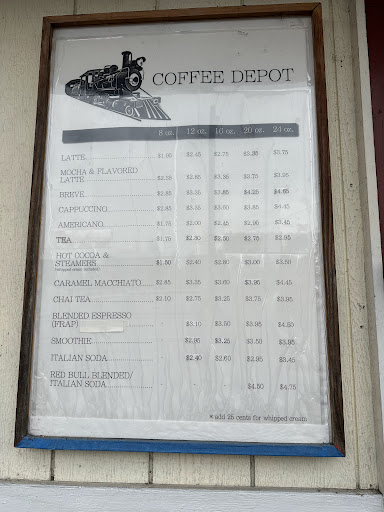 COFFEE DEPOT
8 oz. 12 oz. 16 oz. 20 oz. 24 oz.
LATTE $1.95 $2.45 $2.75 $3.35 $3.75
MOCHA & FLAVORED
LATTE $2.85 $3.35 $3.75 $3.95
BREVE $2.85 $3.35 $3.85 $4.25 $4.65
CAPPUCCINO $2.85 $3.35 $3.60 $3.85 $4.45
AMERICANO $1.75 $2.00 $2.45 $2.95 $3.45
TEA $1.75 $2.30 $2.50 $2.75 $2.95
HOT COCOA &
STEAMERS $1.50 $2.40 $2.80 $3.00 $3.50
(whipped cream included)
CARAMEL MACCHIATO $2.85 $3.35 $3.60 $3.95 $4.45
CHAI TEA $2.10 $2.75 $3.25 $3.75 $3.95
BLENDED ESPRESSO
(FRAP) $3.10 $3.50 $3.95 $4.50
SMOOTHIE $2.95 $3.25 $3.50 $3.95
ITALIAN SODA $2.40 $2.60 $2.95 $3.45
RED BULL BLENDED/
ITALIAN SODA - - $4.50 $4.75
* add 25 cents for whipped cream